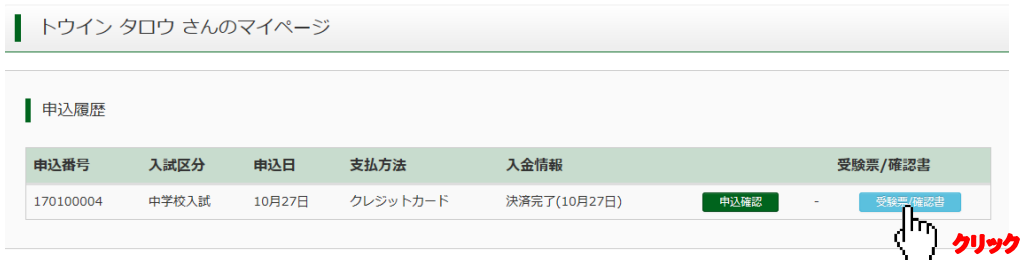 トウイン タロウ さんのマイページ
申込履歴
申込番号 入試区分 申込日 支払方法 入金情報 受験票/確認書
170100004 中学校入試 10月27日 クレジットカード 決済完了(10月27日) 申込確認 - 受験票/確認書
クリック